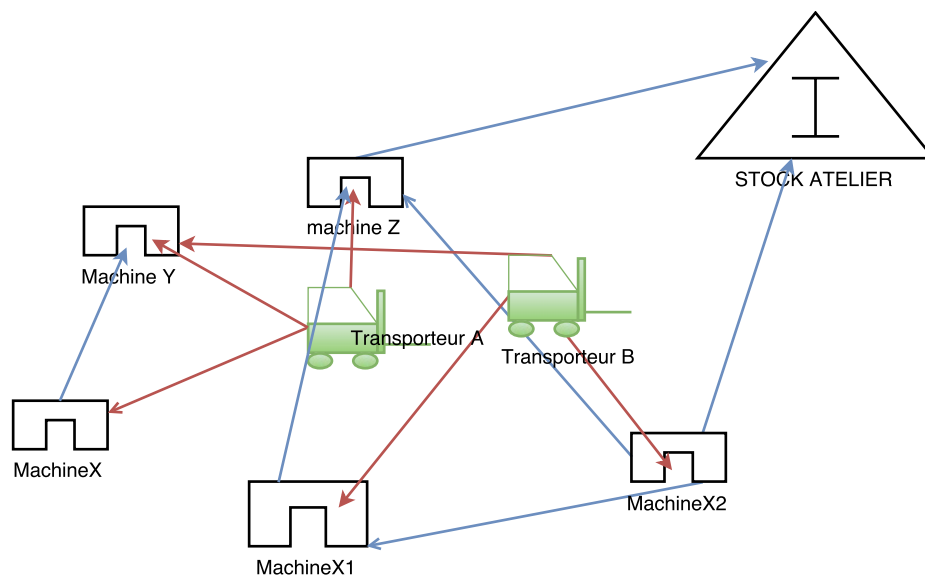 STOCK ATELIER
machine Z
Machine Y
Transporteur A
Transporteur B
MachineX
MachineX2
MachineX1